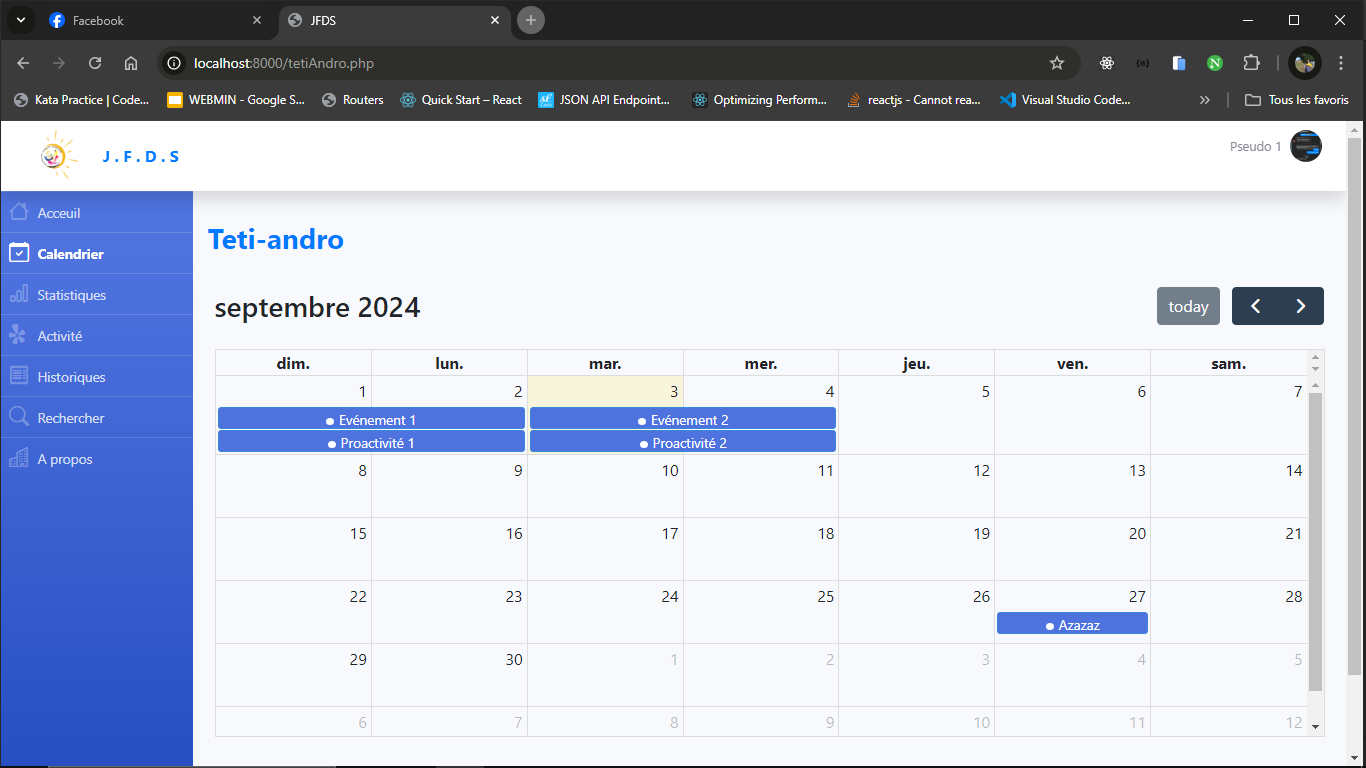 Facebook
JFDS
localhost:8000/tetiAndro.php
Kata Practice | Code... WEBMIN - Google S... Routers Quick Start – React JSON API Endpoint... Optimizing Perform... reactjs - Cannot rea... Visual Studio Code... Tous les favoris
J.F.D.S
Pseudo 1
Acceuil
Calendrier
Statistiques
Activité
Historiques
Rechercher
A propos
Teti-andro
septembre 2024
today
dim. lun. mar. mer. jeu. ven. sam.
1 2 3 4 5 6 7
Evénement 1 Evénement 2
Proactivité 1 Proactivité 2
8 9 10 11 12 13 14
15 16 17 18 19 20 21
22 23 24 25 26 27 28
Azazaz
29 30 1 2 3 4 5
6 7 8 9 10 11 12